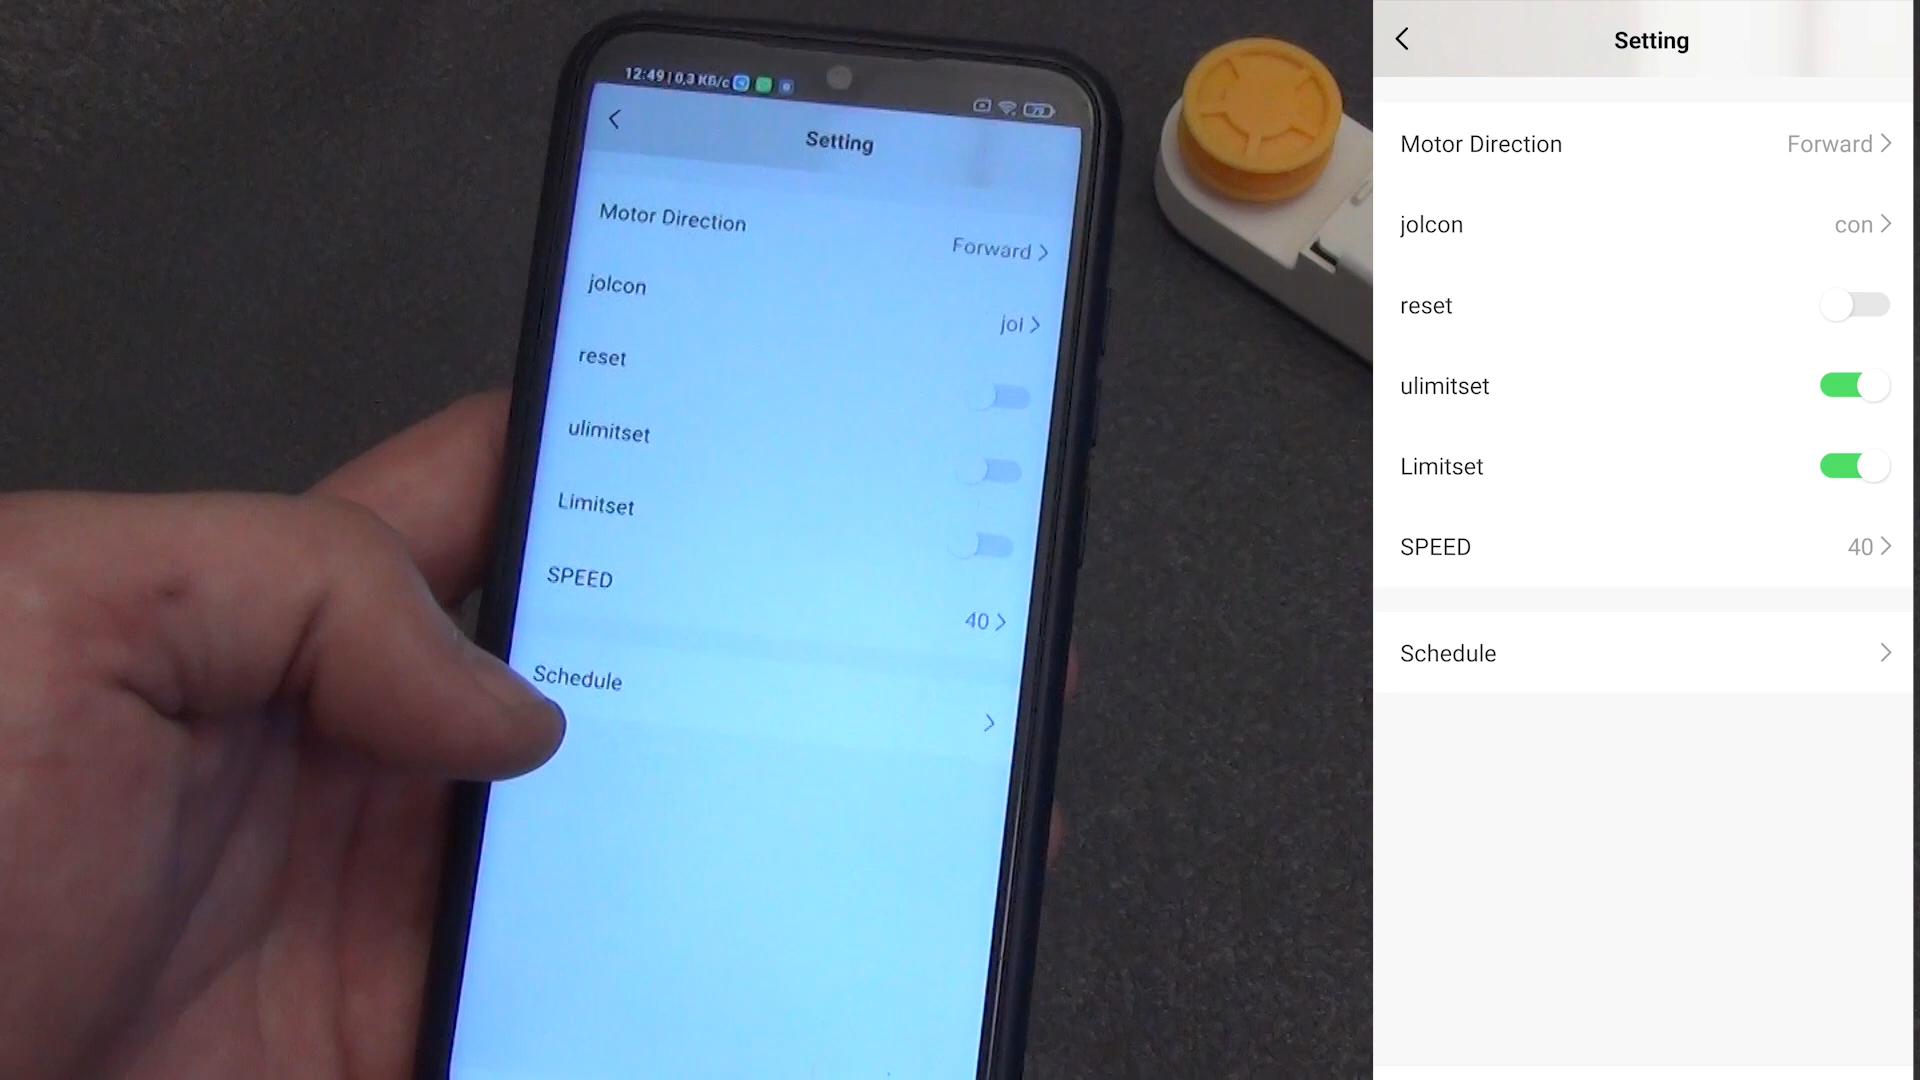 12:49 | 0,3 КБ/с
Setting
Motor Direction
Forward
jolcon
jol
reset
ulimitset
Limitset
SPEED
40
Schedule
Setting
Motor Direction Forward
jolcon con
reset
ulimitset
Limitset
SPEED 40
Schedule